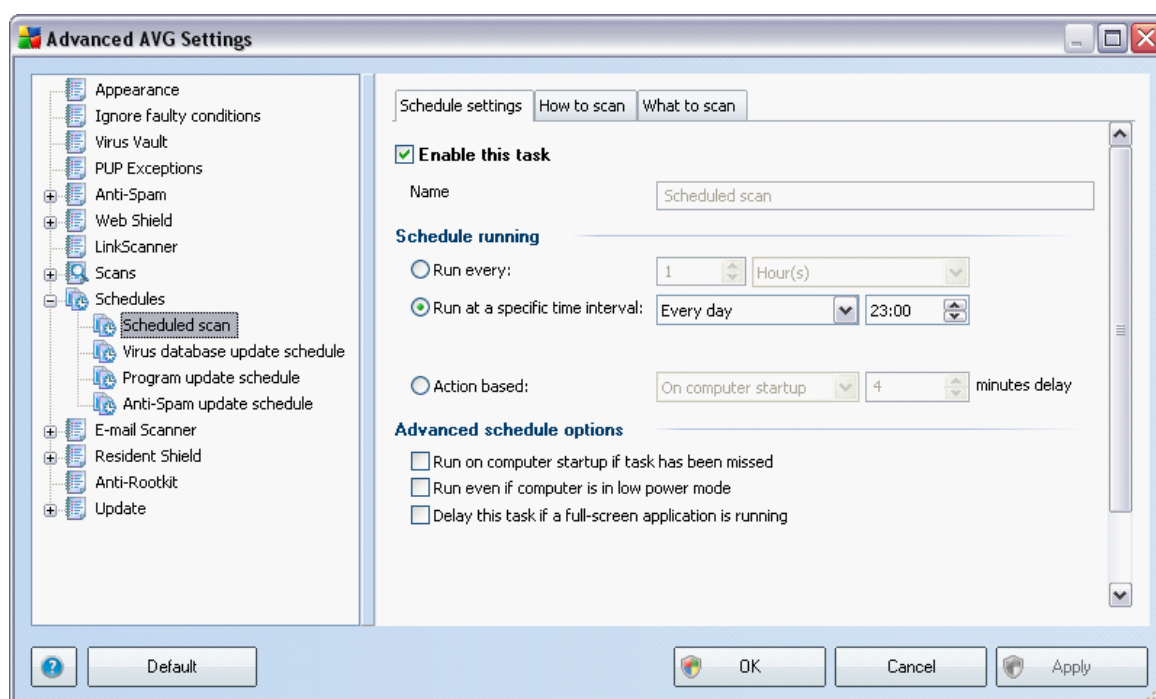 Advanced AVG Settings
Appearance
Ignore faulty conditions
Virus Vault
PUP Exceptions
Anti-Spam
Web Shield
LinkScanner
Scans
Schedules
Scheduled scan
Virus database update schedule
Program update schedule
Anti-Spam update schedule
E-mail Scanner
Resident Shield
Anti-Rootkit
Update
Schedule settings How to scan What to scan
Enable this task
Name Scheduled scan
Schedule running
Run every: 1 Hour(s)
Run at a specific time interval: Every day 23:00
Action based: On computer startup 4 minutes delay
Advanced schedule options
Run on computer startup if task has been missed
Run even if computer is in low power mode
Delay this task if a full-screen application is running
? Default OK Cancel Apply